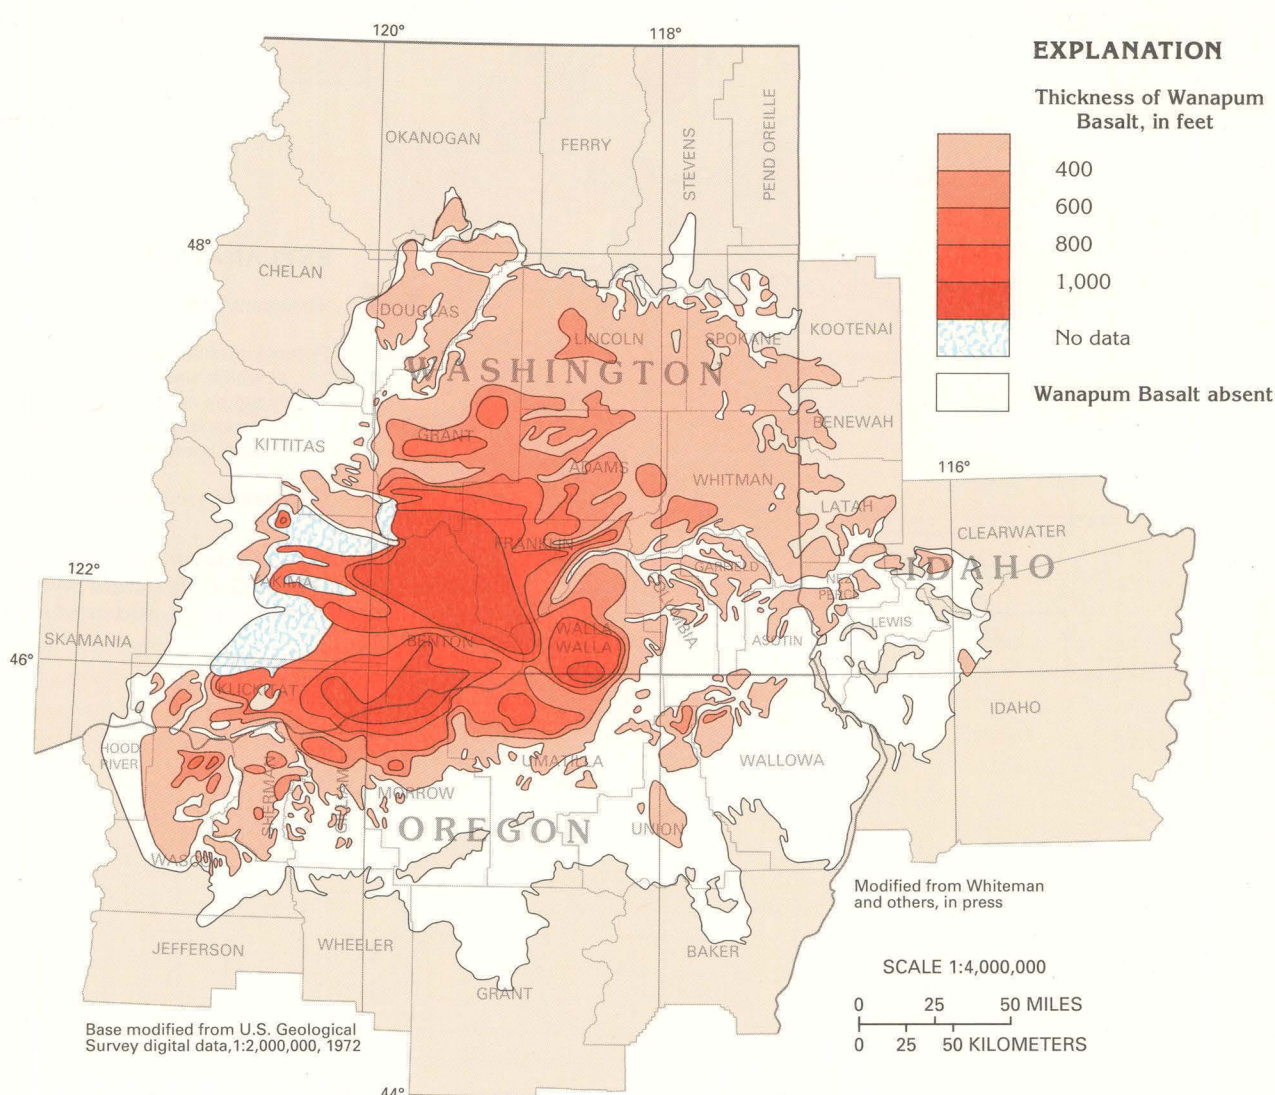 120°
118°
EXPLANATION
Thickness of Wanapum
Basalt, in feet
400
600
800
1,000
No data
Wanapum Basalt absent
OKANOGAN
FERRY
STEVENS
PEND OREILLE
48°
CHELAN
DOUGLAS
LINCOLN
SPOKANE
KOOTENAI
WASHINGTON
KITTITAS
GRANT
ADAMS
WHITMAN
BENEWAH
116°
LATAH
CLEARWATER
FRANKLIN
GARFIELD
IDAHO
122°
YAKIMA
NEZ
PERCE
COLUMBIA
LEWIS
SKAMANIA
BENTON
WALLA
WALLA
ASOTIN
46°
KLICKITAT
IDAHO
HOOD
RIVER
SHERMAN
GILLIAM
MORROW
UMATILLA
WALLOWA
OREGON
UNION
WASCO
JEFFERSON
WHEELER
GRANT
BAKER
Modified from Whiteman
and others, in press
SCALE 1:4,000,000
0 25 50 MILES
0 25 50 KILOMETERS
Base modified from U.S. Geological
Survey digital data,1:2,000,000, 1972
44°